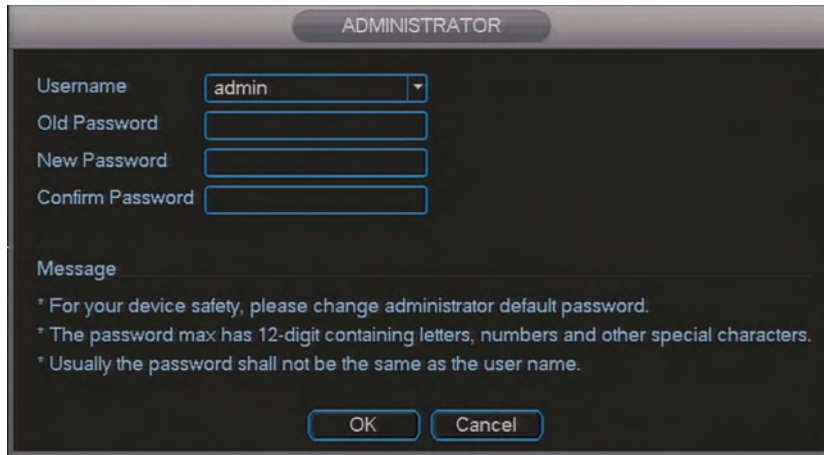 ADMINISTRATOR
Username admin
Old Password
New Password
Confirm Password
Message
* For your device safety, please change administrator default password.
* The password max has 12-digit containing letters, numbers and other special characters.
* Usually the password shall not be the same as the user name.
OK Cancel